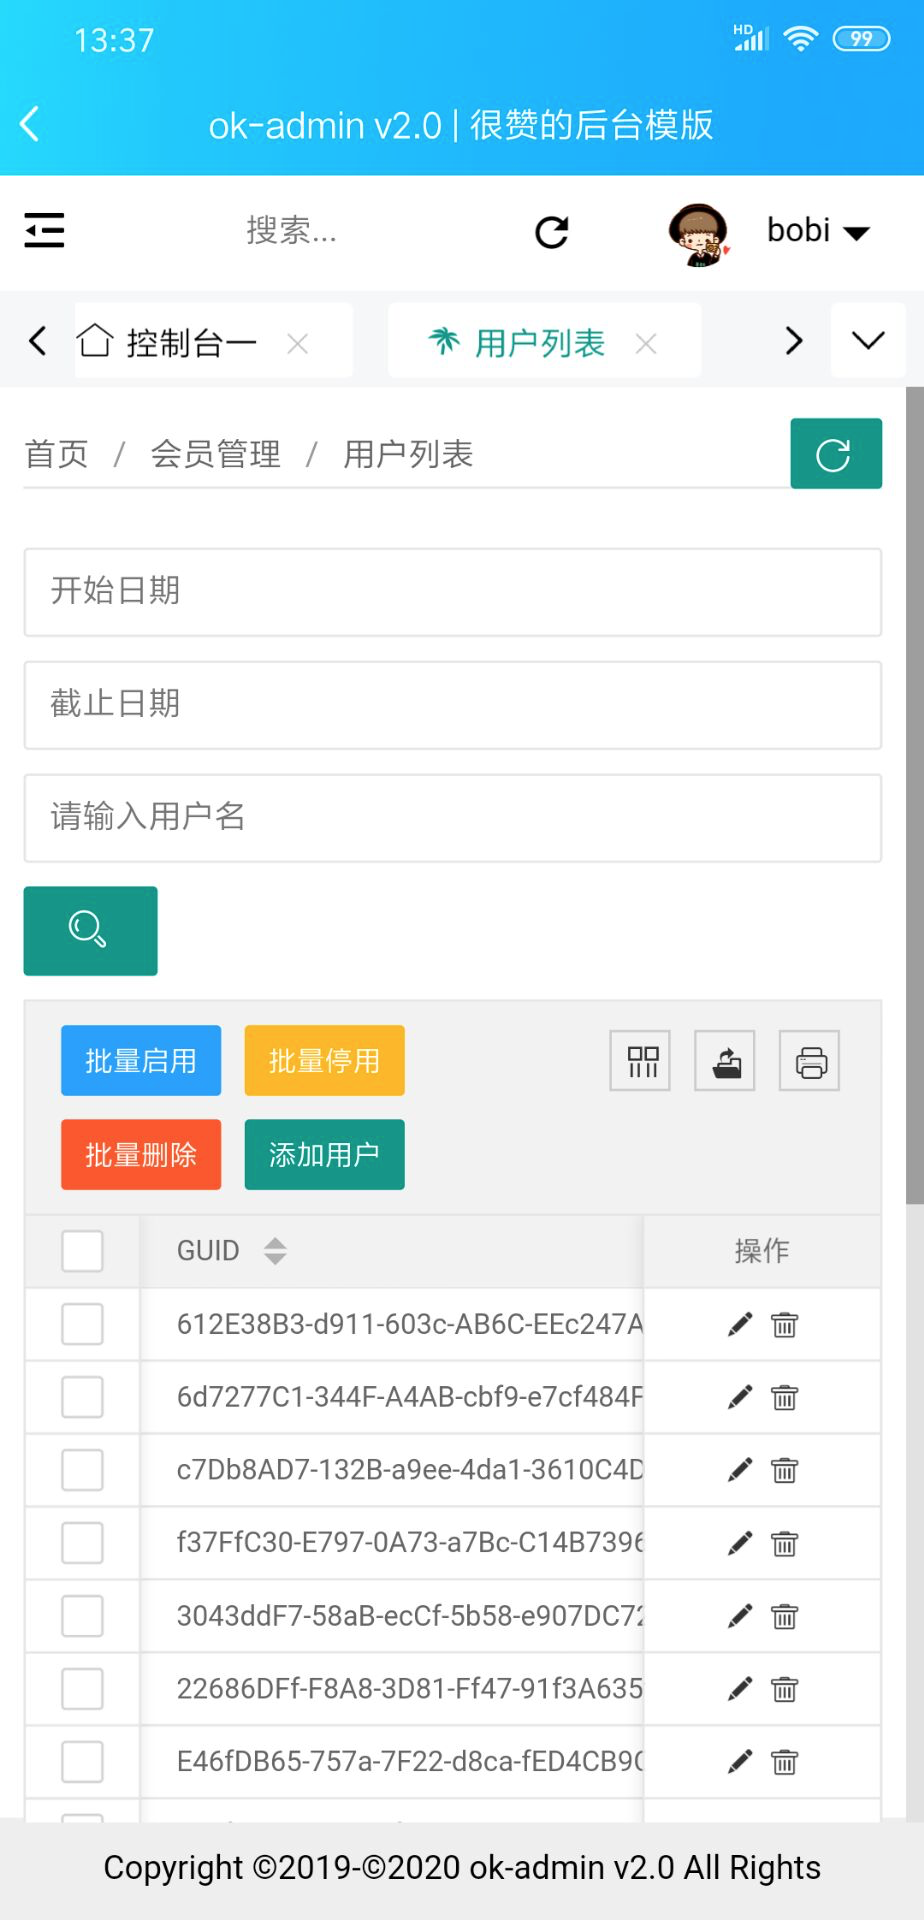 13:37
HD
99
ok-admin v2.0 | 很赞的后台模版
搜索...
bobi
控制台一
用户列表
首页 / 会员管理 / 用户列表
开始日期
截止日期
请输入用户名
批量启用
批量停用
批量删除
添加用户
GUID
操作
612E38B3-d911-603c-AB6C-EEc247A
6d7277C1-344F-A4AB-cbf9-e7cf484F
c7Db8AD7-132B-a9ee-4da1-3610C4D
f37FfC30-E797-0A73-a7Bc-C14B7396
3043ddF7-58aB-ecCf-5b58-e907DC72
22686DFf-F8A8-3D81-Ff47-91f3A635
E46fDB65-757a-7F22-d8ca-fED4CB90
Copyright ©2019-©2020 ok-admin v2.0 All Rights